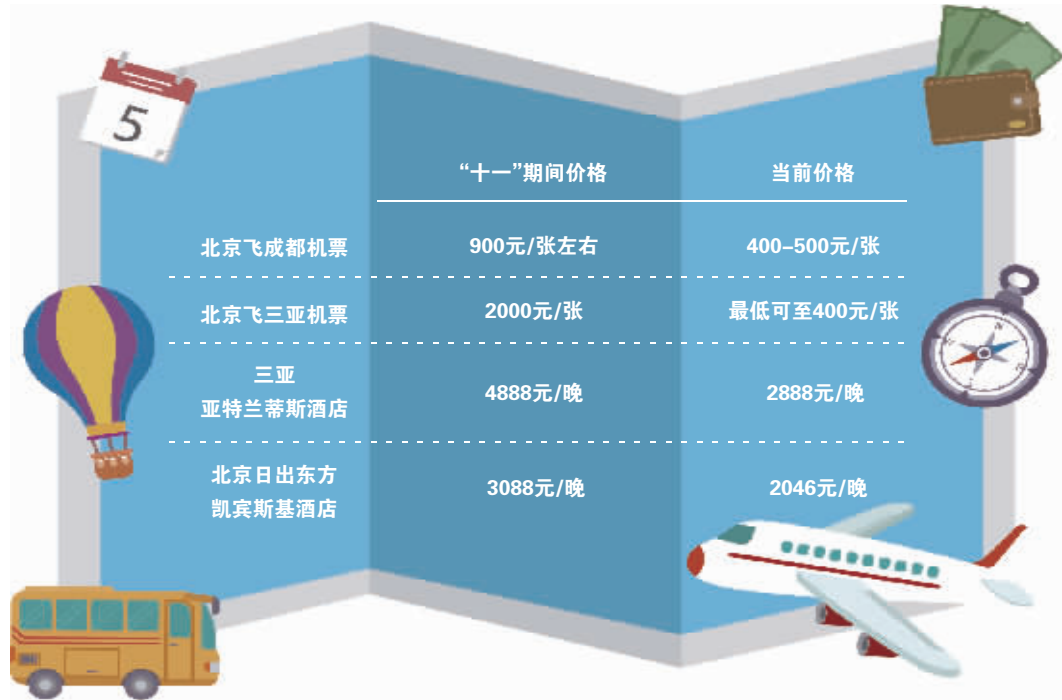 5
“十一”期间价格 当前价格
北京飞成都机票 900元/张左右 400–500元/张
北京飞三亚机票 2000元/张 最低可至400元/张
三亚
亚特兰蒂斯酒店 4888元/晚 2888元/晚
北京日出东方
凯宾斯基酒店 3088元/晚 2046元/晚